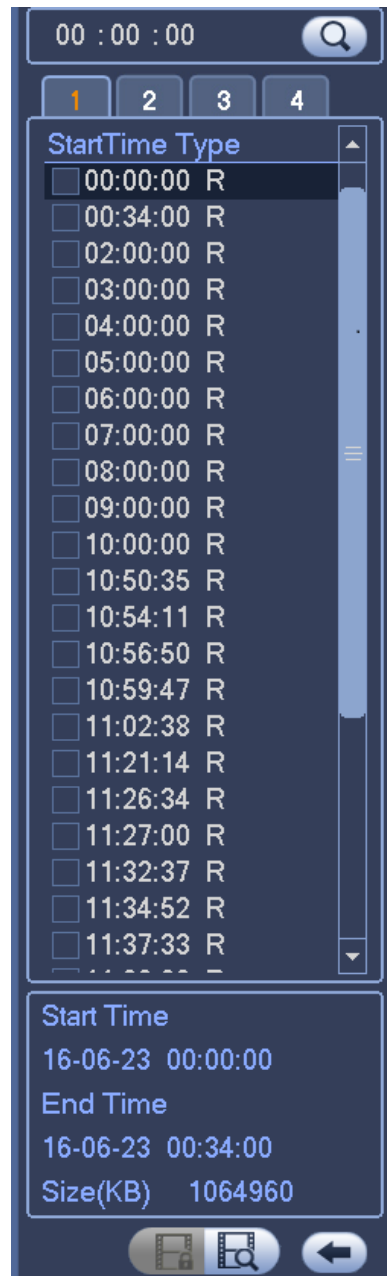 00 :00 :00
1 2 3 4
StartTime Type
00:00:00 R
00:34:00 R
02:00:00 R
03:00:00 R
04:00:00 R
05:00:00 R
06:00:00 R
07:00:00 R
08:00:00 R
09:00:00 R
10:00:00 R
10:50:35 R
10:54:11 R
10:56:50 R
10:59:47 R
11:02:38 R
11:21:14 R
11:26:34 R
11:27:00 R
11:32:37 R
11:34:52 R
11:37:33 R
Start Time
16-06-23 00:00:00
End Time
16-06-23 00:34:00
Size(KB) 1064960